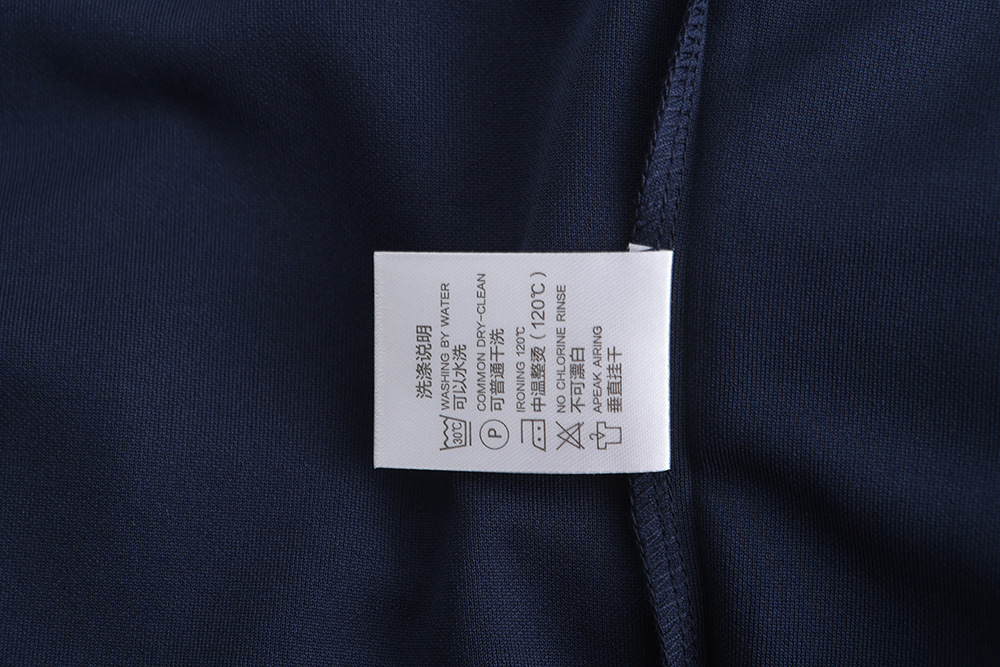 洗涤说明
30℃
WASHING BY WATER
可以水洗
P
COMMON DRY-CLEAN
可普通干洗
IRONING 120℃
中温整烫（120℃）
NO CHLORINE RINSE
不可漂白
APEAK AIRING
垂直挂干